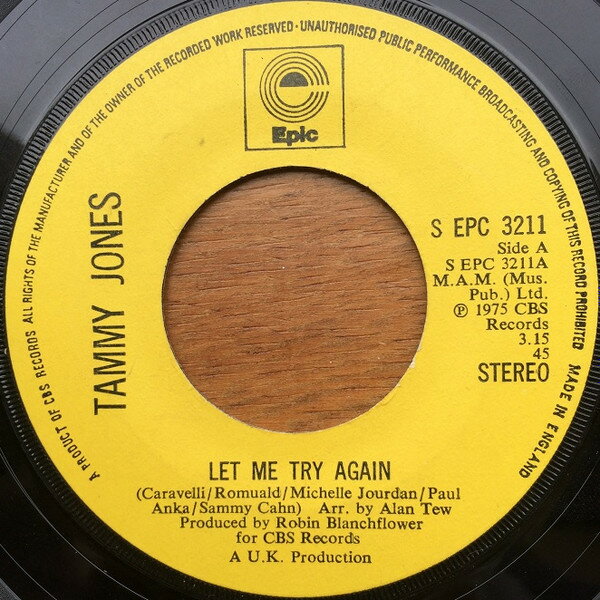 A PRODUCT OF CBS RECORDS ALL RIGHTS OF THE MANUFACTURER AND OF THE OWNER OF THE RECORDED WORK RESERVED · UNAUTHORISED PUBLIC PERFORMANCE BROADCASTING AND COPYING OF THIS RECORD PROHIBITED MADE IN ENGLAND
Epic
TAMMY JONES
S EPC 3211
Side A
S EPC 3211A
M.A.M. (Mus.
Pub.) Ltd.
℗ 1975 CBS
Records
3.15
45
STEREO
LET ME TRY AGAIN
(Caravelli/Romuald/Michelle Jourdan/Paul
Anka/Sammy Cahn) Arr. by Alan Tew
Produced by Robin Blanchflower
for CBS Records
A U.K. Production